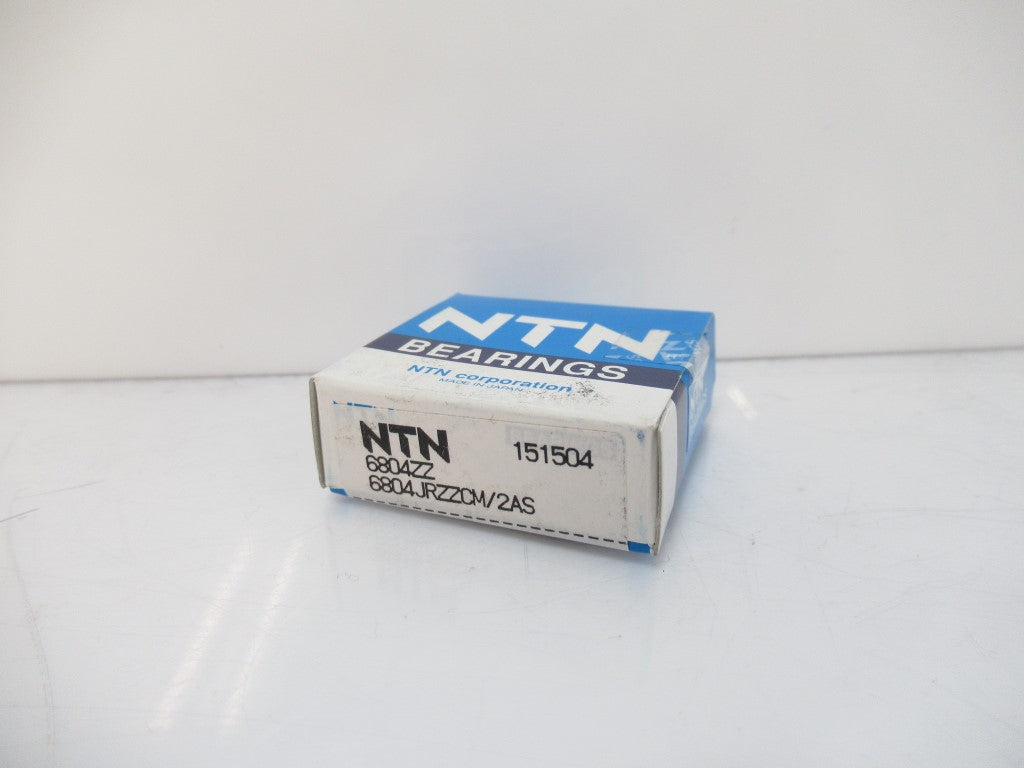 NTN
BEARINGS
NTN corporation
MADE IN JAPAN
NTN 151504
6804ZZ
6804JRZZCM/2AS